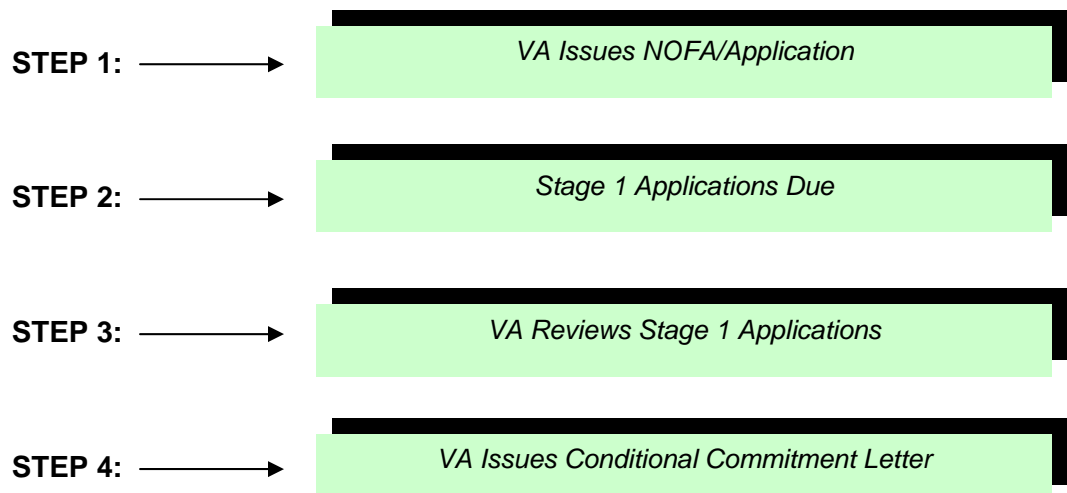 STEP 1:
VA Issues NOFA/Application
STEP 2:
Stage 1 Applications Due
STEP 3:
VA Reviews Stage 1 Applications
STEP 4:
VA Issues Conditional Commitment Letter